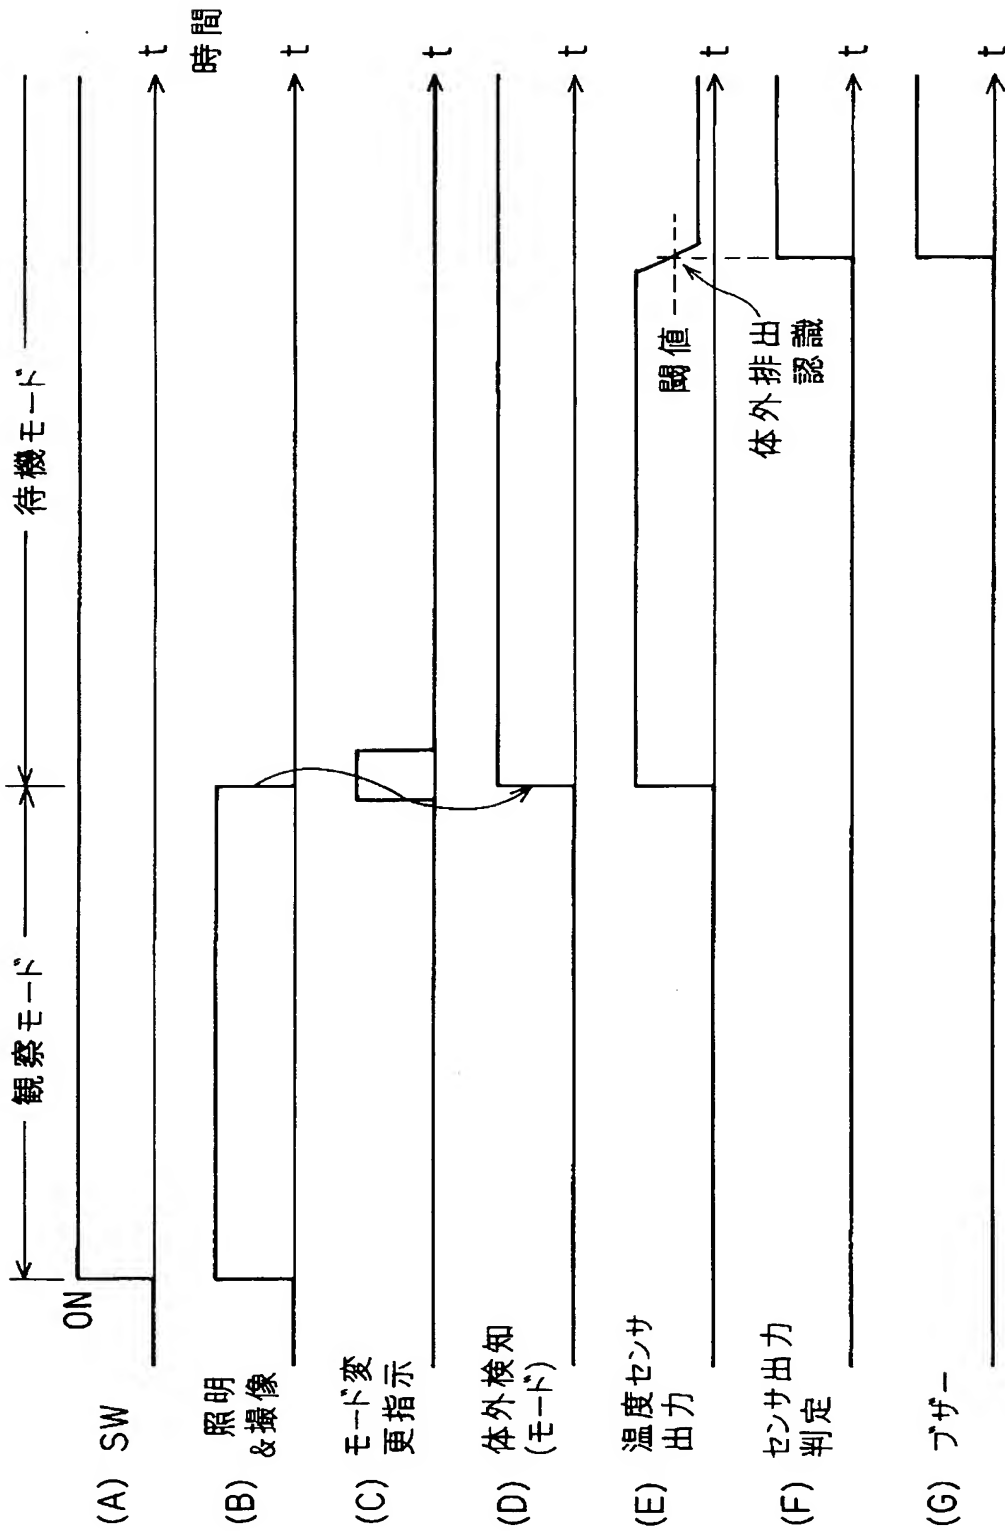 観察モード
待機モード
ON
(A) SW
t
時間
(B) 照明
&撮像
t
(C) モード変
更指示
t
(D) 体外検知
(モード)
t
(E) 温度センサ
出力
閾値
体外排出
認識
t
(F) センサ出力
判定
t
(G) ブザー
t